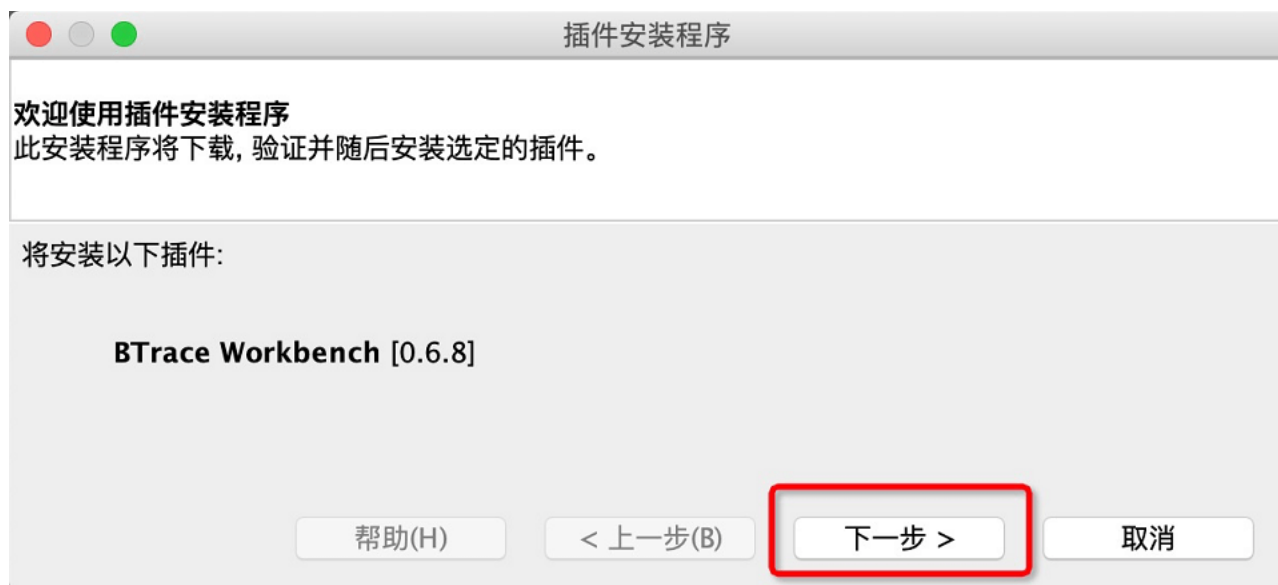 插件安装程序
欢迎使用插件安装程序
此安装程序将下载, 验证并随后安装选定的插件。
将安装以下插件:
BTrace Workbench [0.6.8]
帮助(H) < 上一步(B) 下一步 > 取消